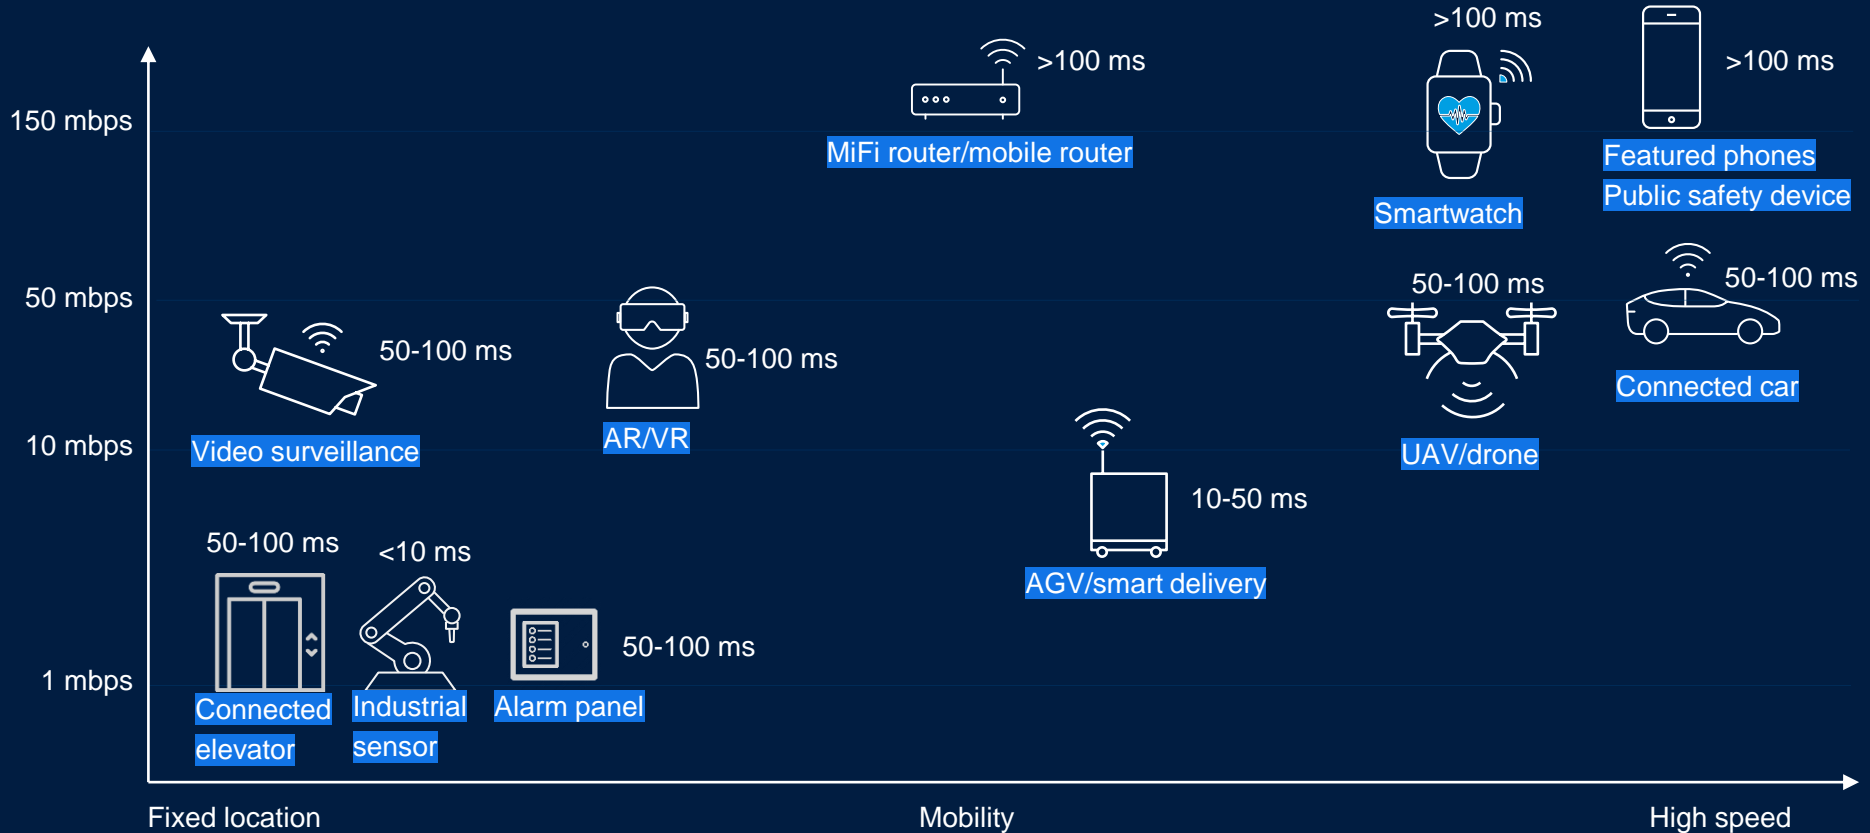 >100 ms
>100 ms
>100 ms
150 mbps
MiFi router/mobile router
Featured phones
Public safety device
Smartwatch
50 mbps
50-100 ms
50-100 ms
50-100 ms
50-100 ms
Connected car
10 mbps
Video surveillance
AR/VR
UAV/drone
10-50 ms
50-100 ms
<10 ms
AGV/smart delivery
50-100 ms
1 mbps
Connected
elevator
Industrial
sensor
Alarm panel
Fixed location
Mobility
High speed